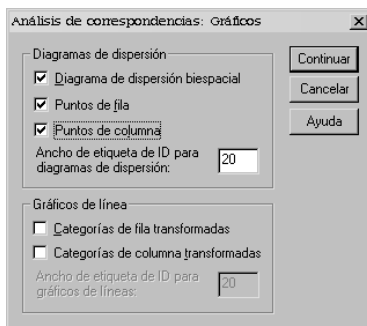 Análisis de correspondencias: Gráficos
Diagramas de dispersión
Diagrama de dispersión biespacial
Puntos de fila
Puntos de columna
Ancho de etiqueta de ID para
diagramas de dispersión:
20
Continuar
Cancelar
Ayuda
Gráficos de línea
Categorías de fila transformadas
Categorías de columna transformadas
Ancho de etiqueta de ID para
gráficos de líneas:
20